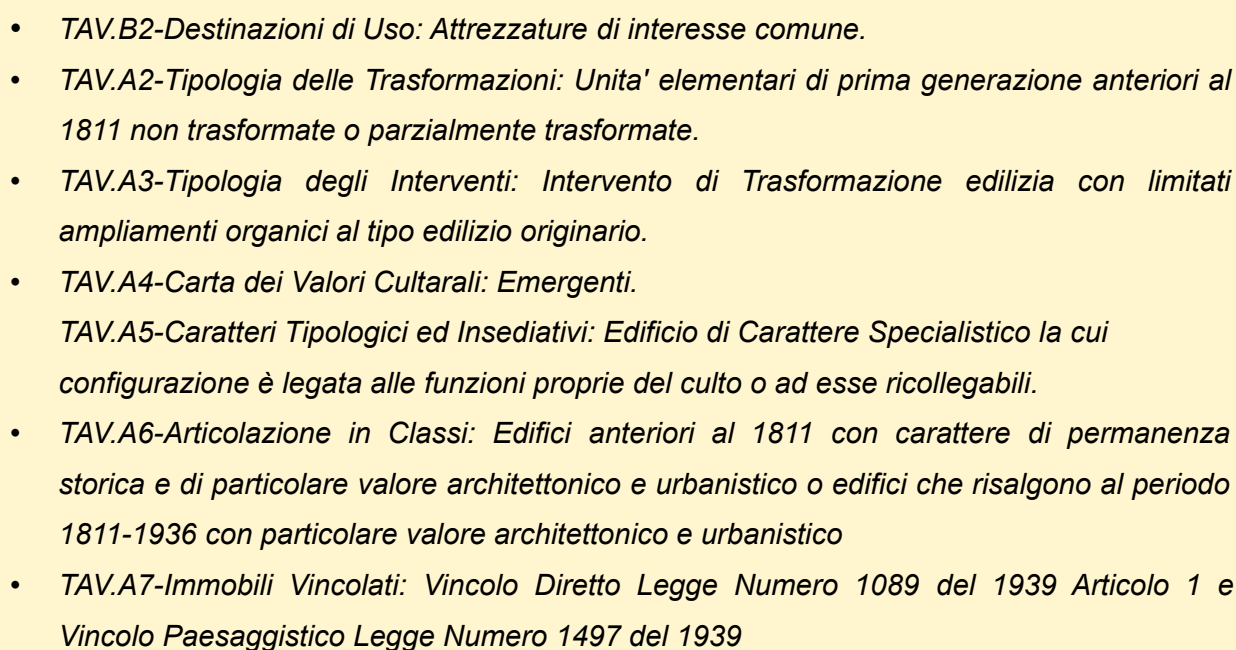 • TAV.B2-Destinazioni di Uso: Attrezzature di interesse comune.
• TAV.A2-Tipologia delle Trasformazioni: Unita' elementari di prima generazione anteriori al
1811 non trasformate o parzialmente trasformate.
• TAV.A3-Tipologia degli Interventi: Intervento di Trasformazione edilizia con limitati
ampliamenti organici al tipo edilizio originario.
• TAV.A4-Carta dei Valori Cultarali: Emergenti.
TAV.A5-Caratteri Tipologici ed Insediativi: Edificio di Carattere Specialistico la cui
configurazione è legata alle funzioni proprie del culto o ad esse ricollegabili.
• TAV.A6-Articolazione in Classi: Edifici anteriori al 1811 con carattere di permanenza
storica e di particolare valore architettonico e urbanistico o edifici che risalgono al periodo
1811-1936 con particolare valore architettonico e urbanistico
• TAV.A7-Immobili Vincolati: Vincolo Diretto Legge Numero 1089 del 1939 Articolo 1 e
Vincolo Paesaggistico Legge Numero 1497 del 1939